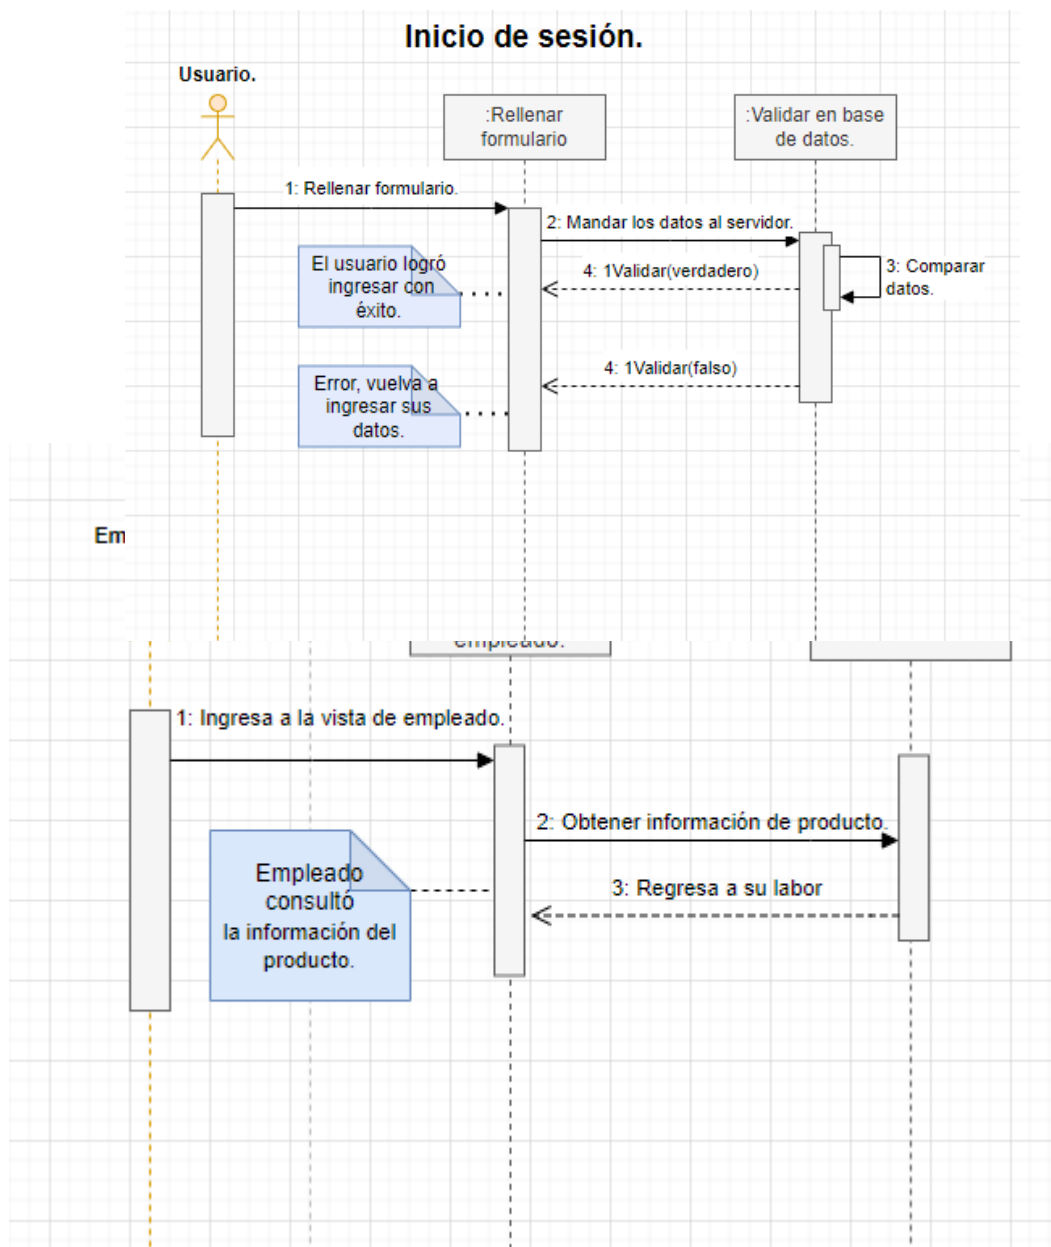 Inicio de sesión.
Usuario.
:Rellenar
formulario
:Validar en base
de datos.
1: Rellenar formulario.
2: Mandar los datos al servidor.
El usuario logró
ingresar con
éxito.
4: 1Validar(verdadero)
3: Comparar
datos.
Error, vuelva a
ingresar sus
datos.
4: 1Validar(falso)
Em
empleado.
1: Ingresa a la vista de empleado.
2: Obtener información de producto.
Empleado
consultó
la información del
producto.
3: Regresa a su labor